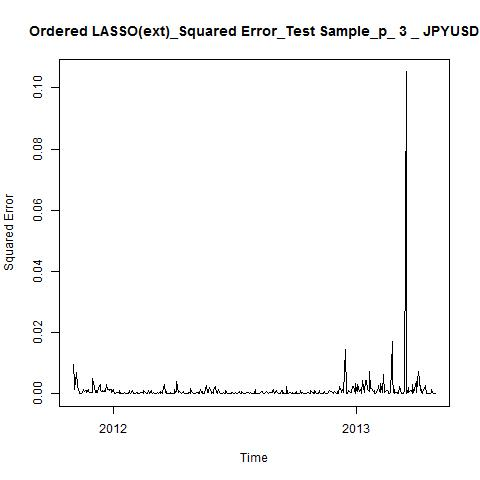 Ordered LASSO(ext)_Squared Error_Test Sample_p_ 3 _ JPYUSD
Squared Error
0.10
0.08
0.06
0.04
0.02
0.00
2012
2013
Time